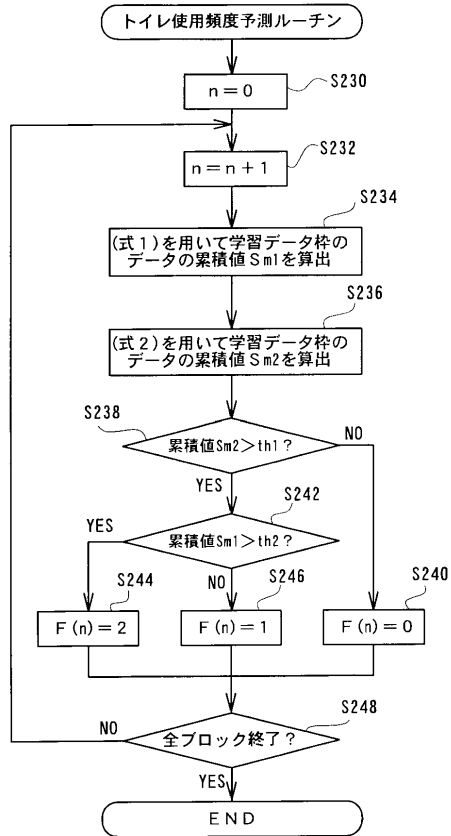 トイレ使用頻度予測ルーチン
S230
n=0
S232
n=n+1
S234
(式1)を用いて学習データ枠の
データの累積値Sm1を算出
S236
(式2)を用いて学習データ枠の
データの累積値Sm2を算出
S238
累積値Sm2>th1?
NO
YES
S242
YES
累積値Sm1>th2?
S244
NO
S246
S240
F(n)=2
F(n)=1
F(n)=0
S248
NO
全ブロック終了?
YES
END